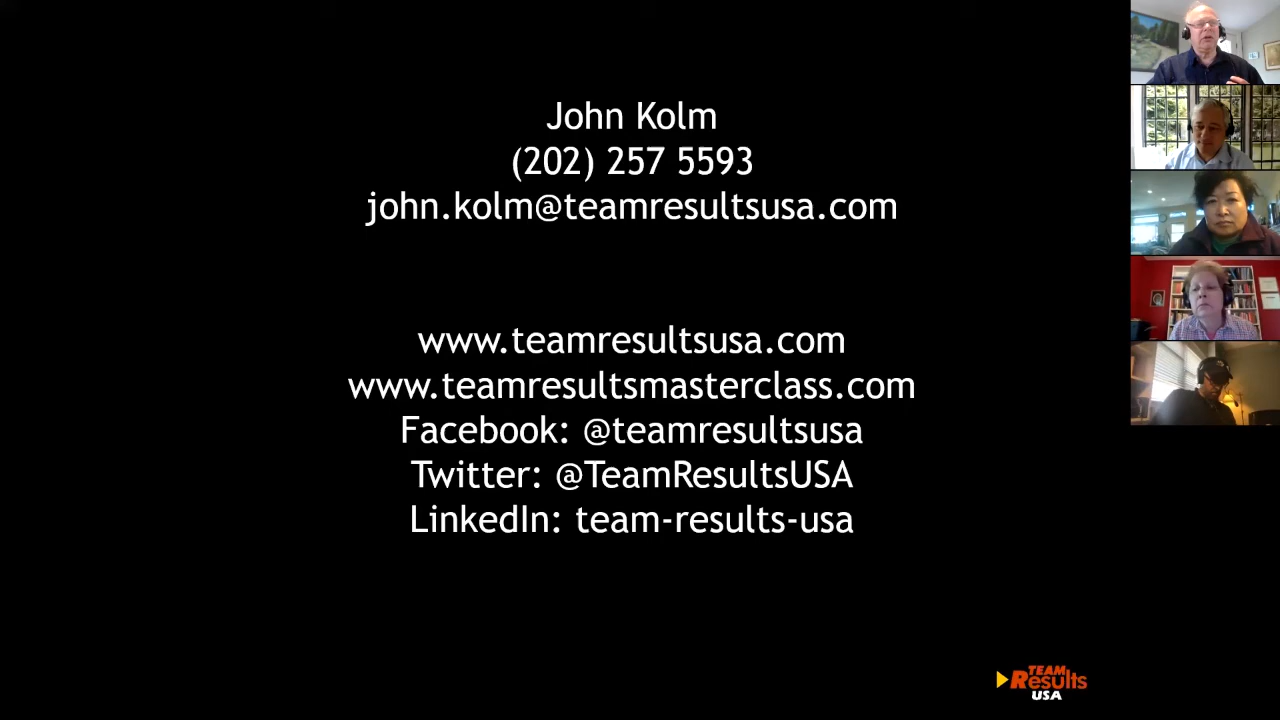 John Kolm
(202) 257 5593
john.kolm@teamresultsusa.com
www.teamresultsusa.com
www.teamresultsmasterclass.com
Facebook: @teamresultsusa
Twitter: @TeamResultsUSA
LinkedIn: team-results-usa
TEAM
Results
USA